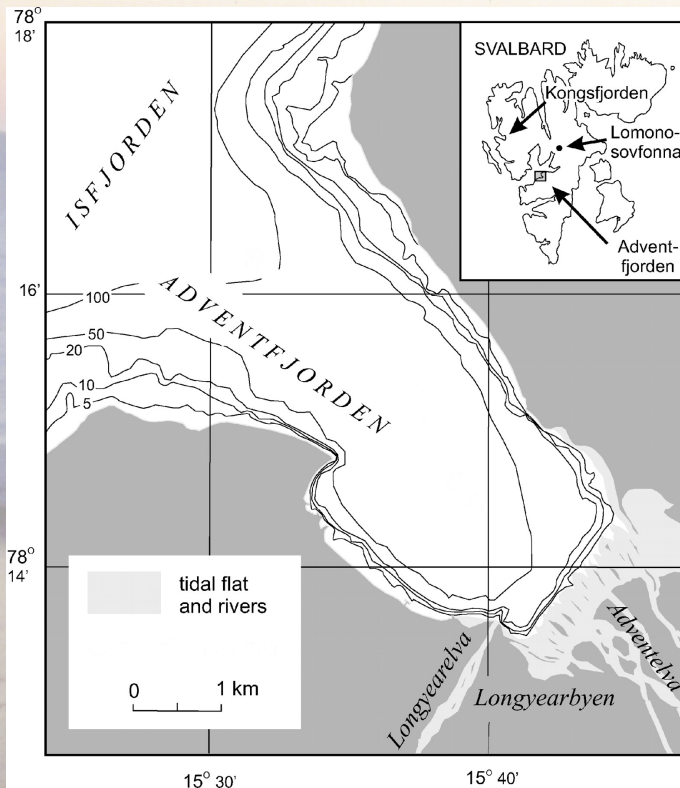 78°
18'
SVALBARD
Kongsfjorden
Lomono-
sovfonna
Advent-
fjorden
ISFJORDEN
16'
ADVENTFJORDEN
100
50
20
10
5
78°
14'
tidal flat
and rivers
0 1 km
Longyearelva
Longyearbyen
Adventelva
15° 30'
15° 40'